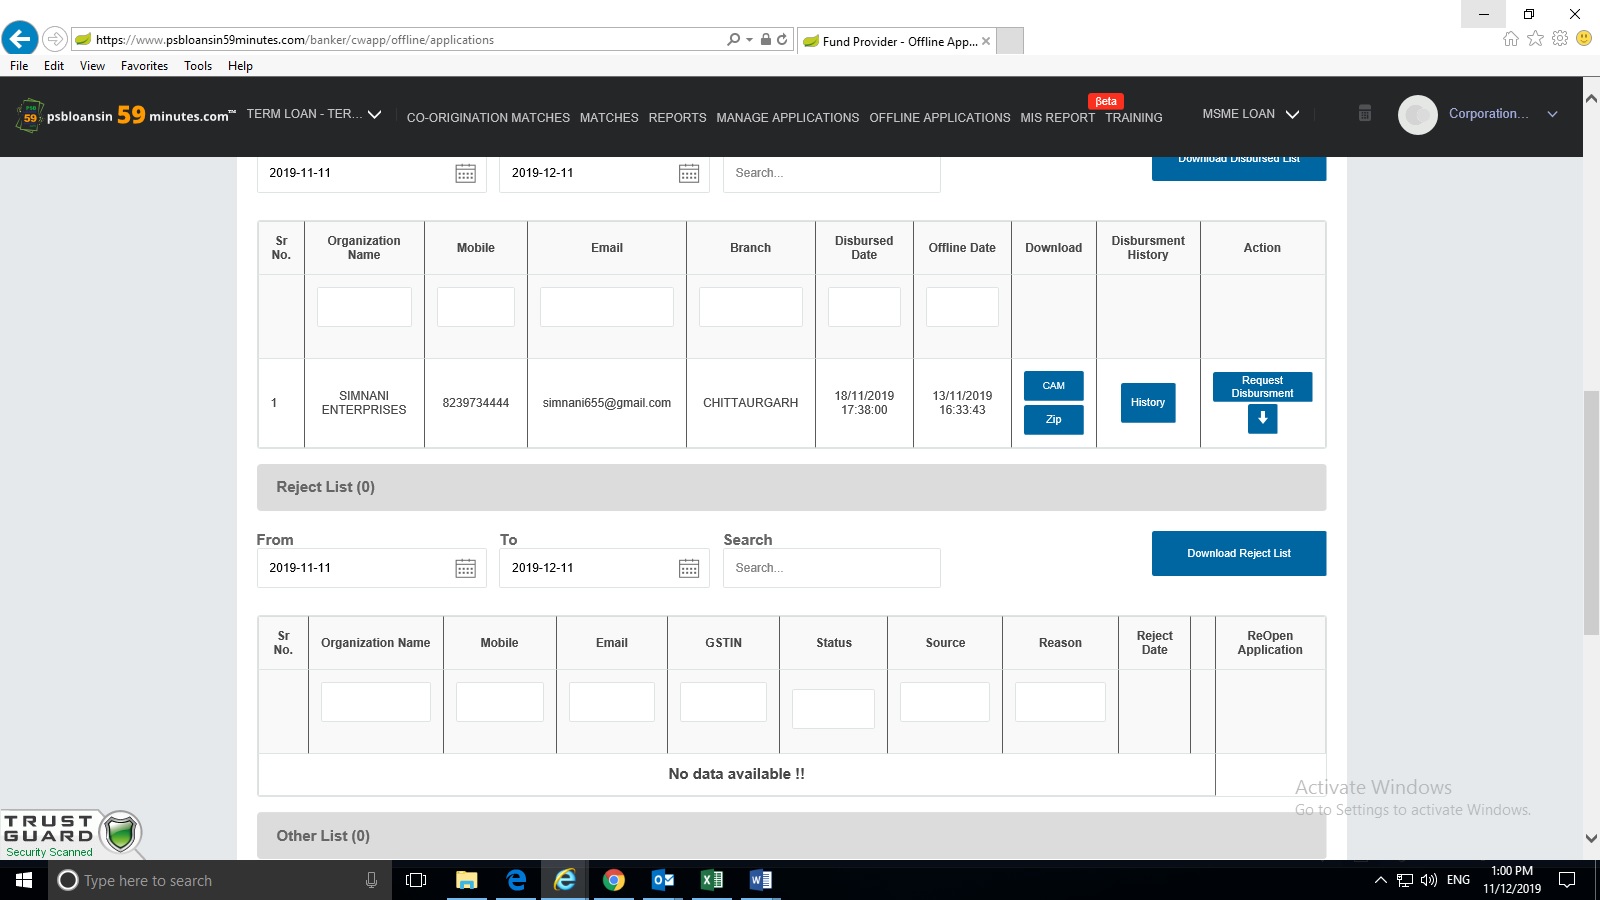 https://www.psbloansin59minutes.com/banker/cwapp/offline/applications
Fund Provider - Offline App...
File Edit View Favorites Tools Help
PSB
59
psbloansin 59 minutes.com™
TERM LOAN - TER...
CO-ORIGINATION MATCHES MATCHES REPORTS MANAGE APPLICATIONS OFFLINE APPLICATIONS MIS REPORT TRAINING
βeta
MSME LOAN
Corporation...
2019-11-11 2019-12-11 Search...
Download Disbursed List
Sr No. Organization Name Mobile Email Branch Disbursed Date Offline Date Download Disbursment History Action
1 SIMNANI ENTERPRISES 8239734444 simnani655@gmail.com CHITTAURGARH 18/11/2019 17:38:00 13/11/2019 16:33:43 CAM Zip History Request Disbursment
Reject List (0)
From To Search
2019-11-11 2019-12-11 Search...
Download Reject List
Sr No. Organization Name Mobile Email GSTIN Status Source Reason Reject Date ReOpen Application
No data available !!
Activate Windows
Go to Settings to activate Windows.
Other List (0)
TRUST
GUARD
Security Scanned
Type here to search
ENG
1:00 PM
11/12/2019